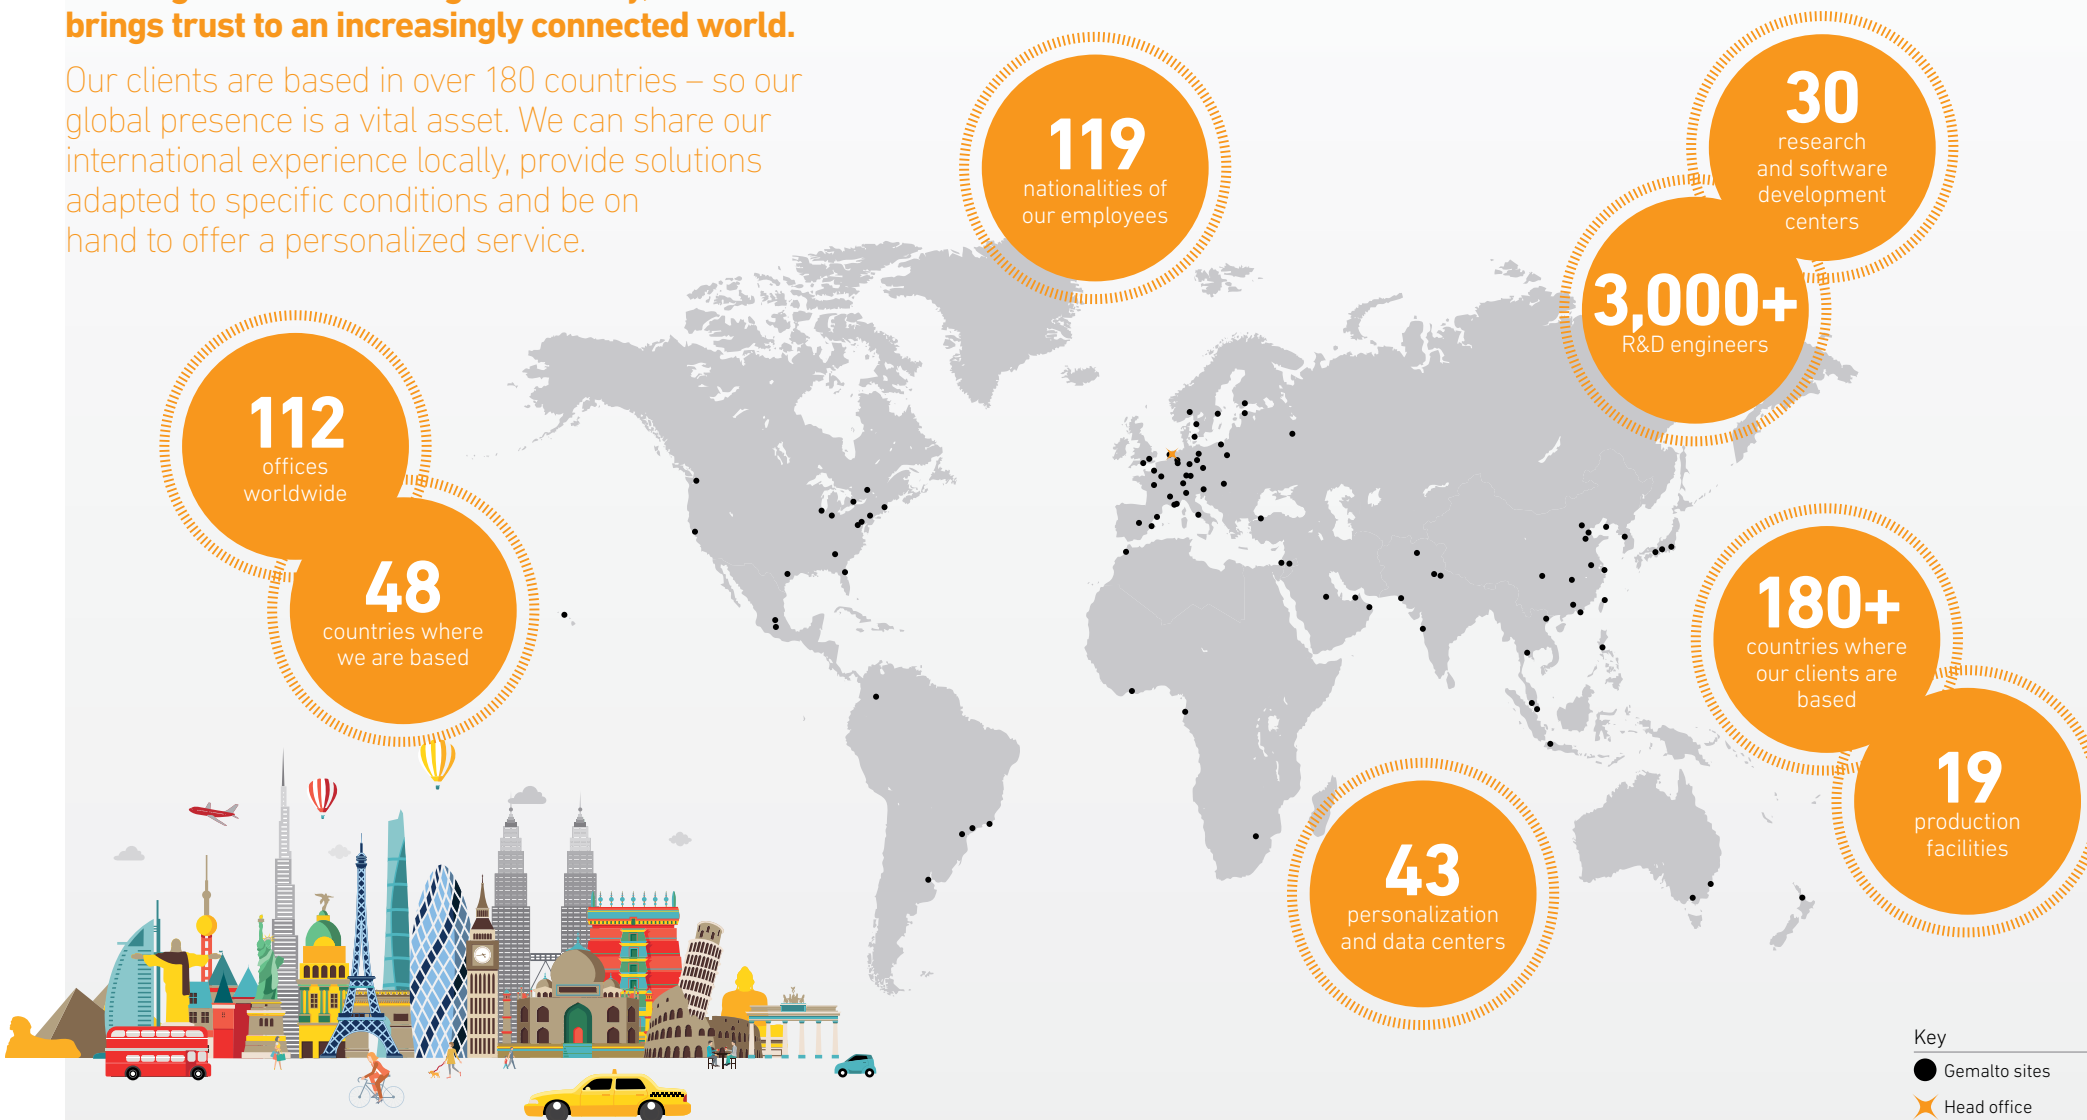 brings trust to an increasingly connected world.
Our clients are based in over 180 countries – so our
global presence is a vital asset. We can share our
international experience locally, provide solutions
adapted to specific conditions and be on
hand to offer a personalized service.
119
nationalities of
our employees
30
research
and software
development
centers
3,000+
R&D engineers
112
offices
worldwide
48
countries where
we are based
180+
countries where
our clients are
based
19
production
facilities
43
personalization
and data centers
Key
Gemalto sites
Head office